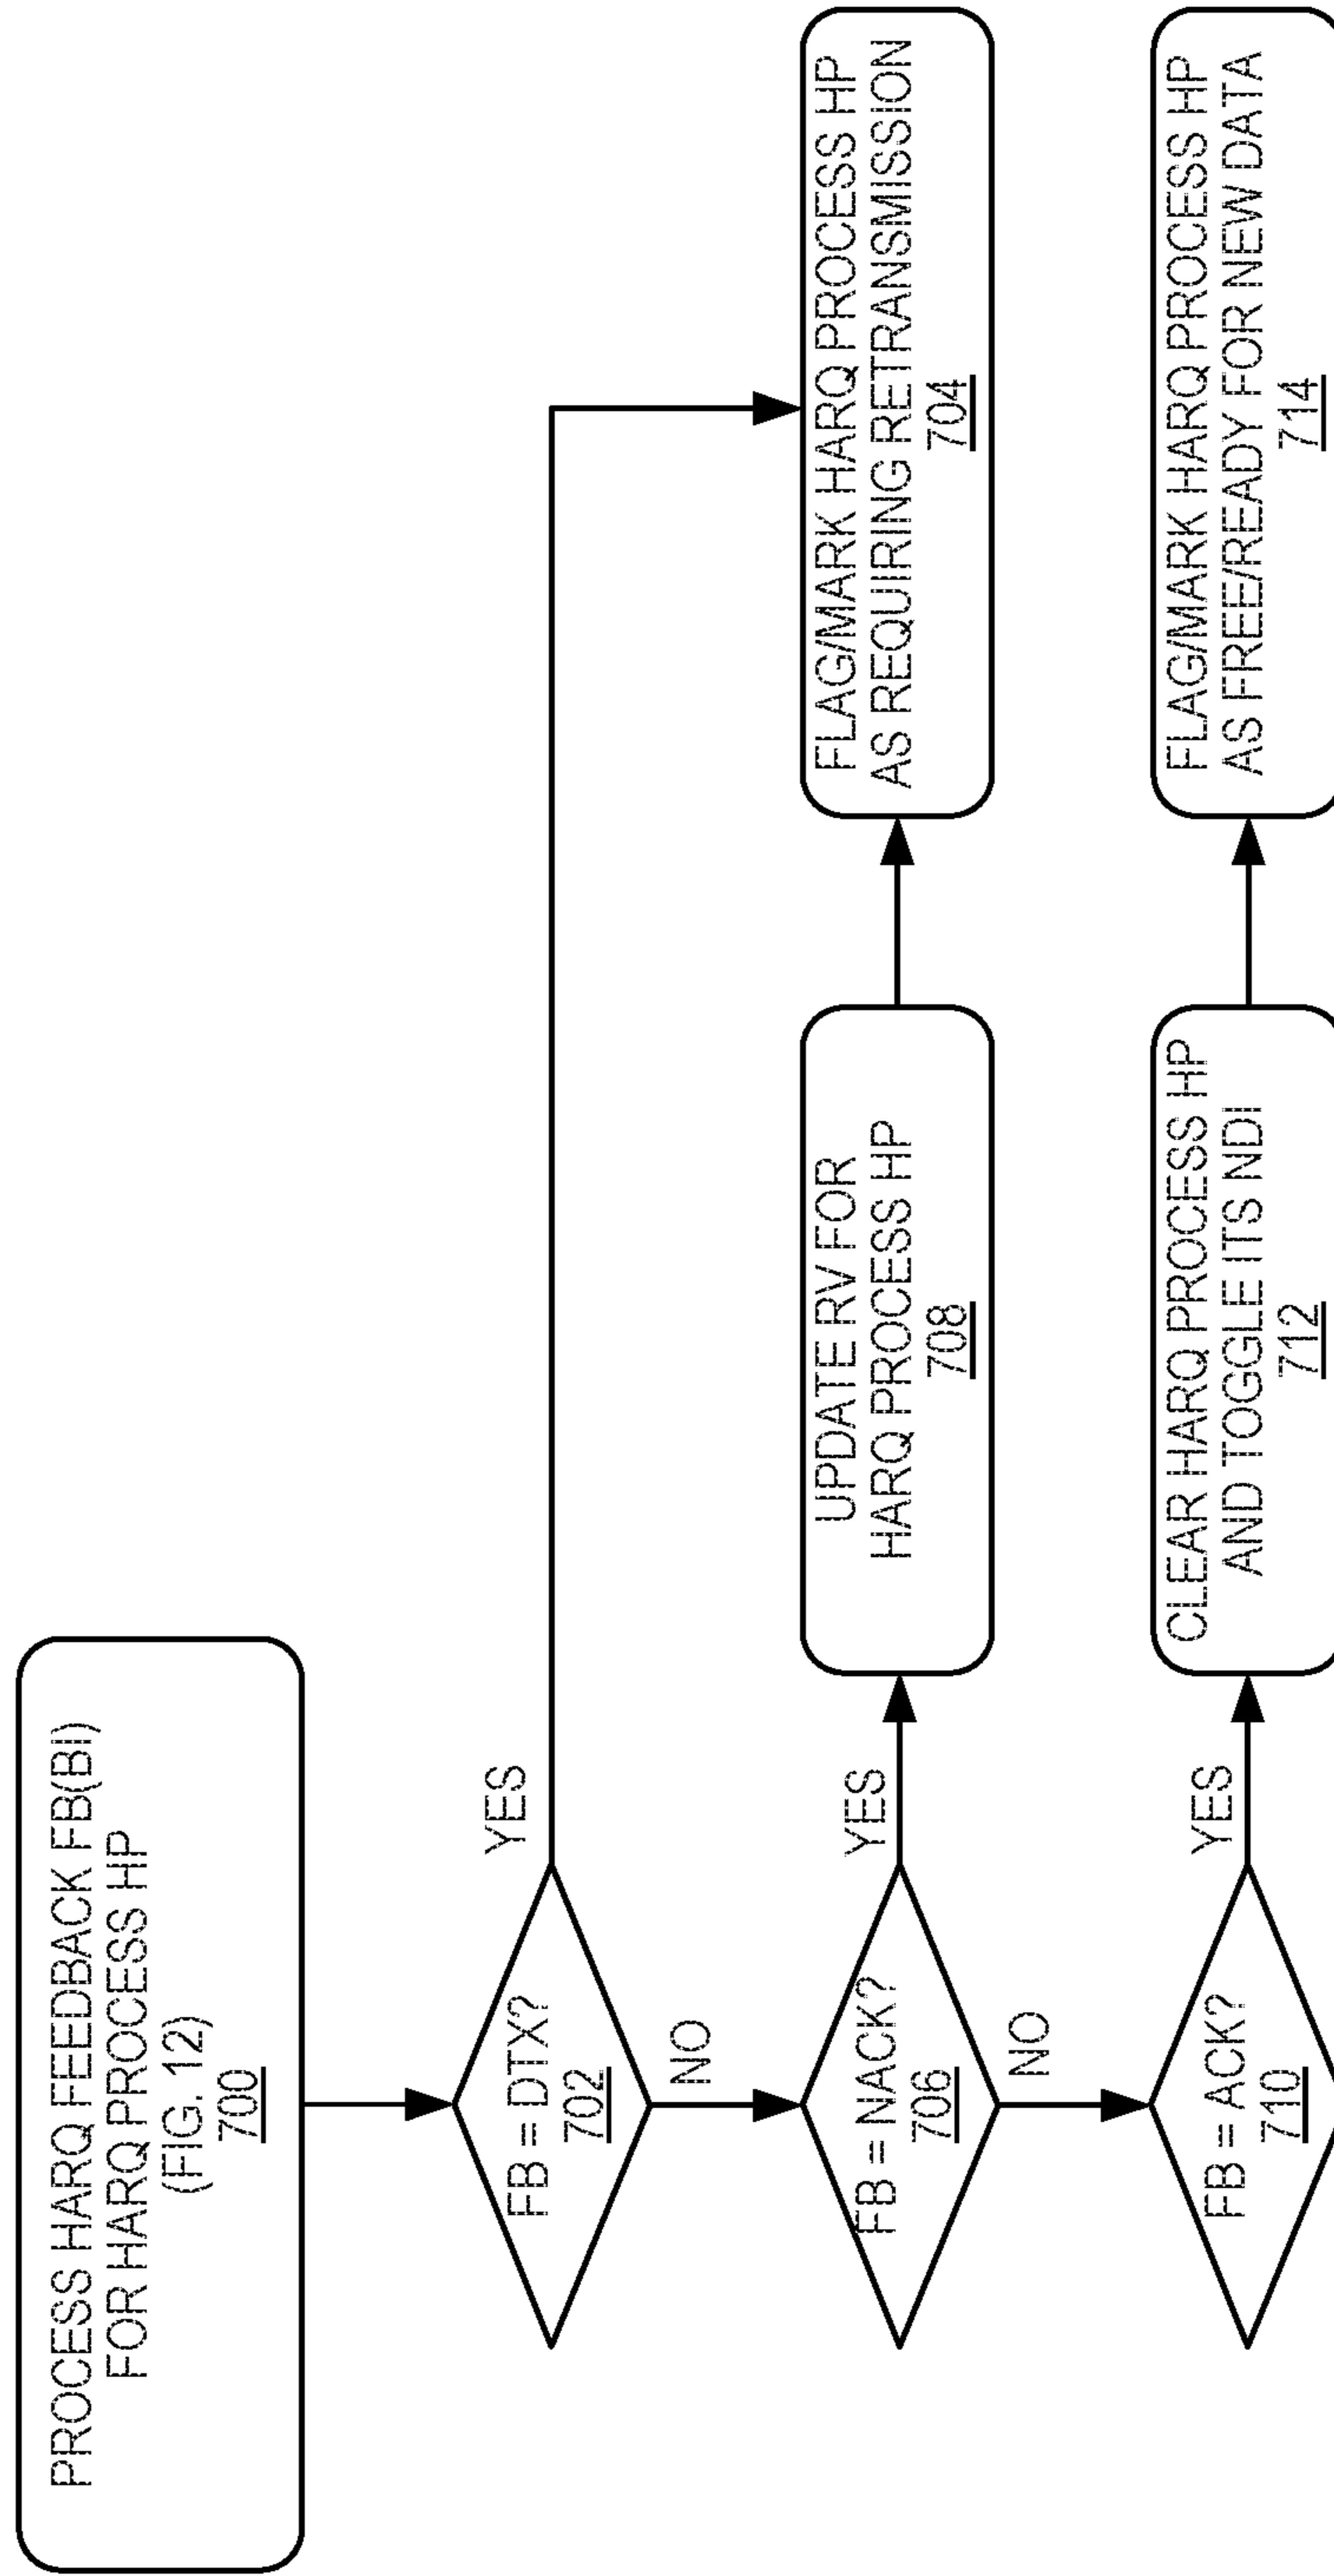 PROCESS HARQ FEEDBACK FB(BI)
FOR HARQ PROCESS HP
(FIG. 12)
700
FB = DTX?
702
YES
NO
FLAG/MARK HARQ PROCESS HP
AS REQUIRING RETRANSMISSION
704
FB = NACK?
706
YES
NO
UPDATE RV FOR
HARQ PROCESS HP
708
FB = ACK?
710
YES
CLEAR HARQ PROCESS HP
AND TOGGLE ITS NDI
712
FLAG/MARK HARQ PROCESS HP
AS FREE/READY FOR NEW DATA
714